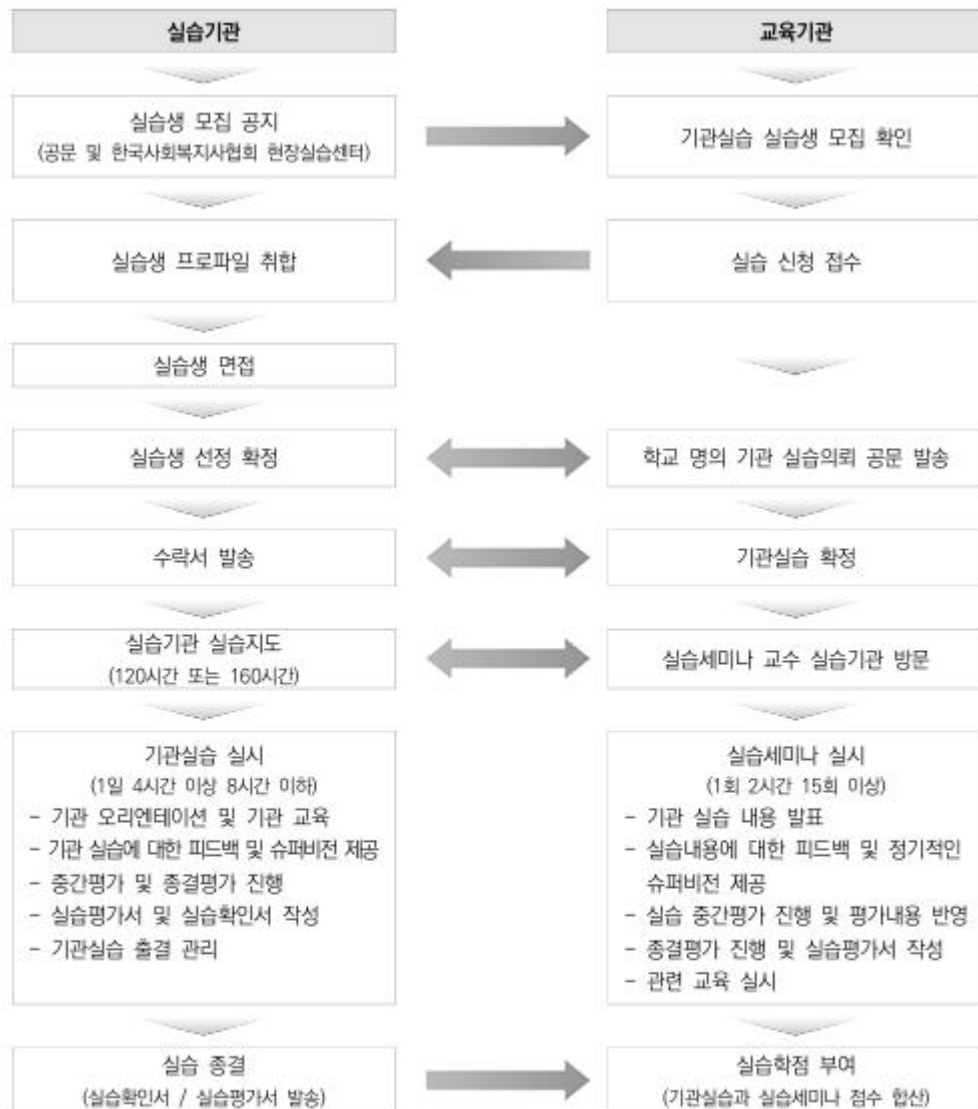 실습기관
교육기관
실습생 모집 공지
(공문 및 한국사회복지사협회 현장실습센터)
기관실습 실습생 모집 확인
실습생 프로파일 취합
실습 신청 접수
실습생 면접
실습생 선정 확정
학교 명의 기관 실습의뢰 공문 발송
수락서 발송
기관실습 확정
실습기관 실습지도
(120시간 또는 160시간)
실습세미나 교수 실습기관 방문
기관실습 실시
(1일 4시간 이상 8시간 이하)
- 기관 오리엔테이션 및 기관 교육
- 기관 실습에 대한 피드백 및 슈퍼비전 제공
- 중간평가 및 종결평가 진행
- 실습평가서 및 실습확인서 작성
- 기관실습 출결 관리
실습세미나 실시
(1회 2시간 15회 이상)
- 기관 실습 내용 발표
- 실습내용에 대한 피드백 및 정기적인
슈퍼비전 제공
- 실습 중간평가 진행 및 평가내용 반영
- 종결평가 진행 및 실습평가서 작성
- 관련 교육 실시
실습 종결
(실습확인서 / 실습평가서 발송)
실습학점 부여
(기관실습과 실습세미나 점수 합산)